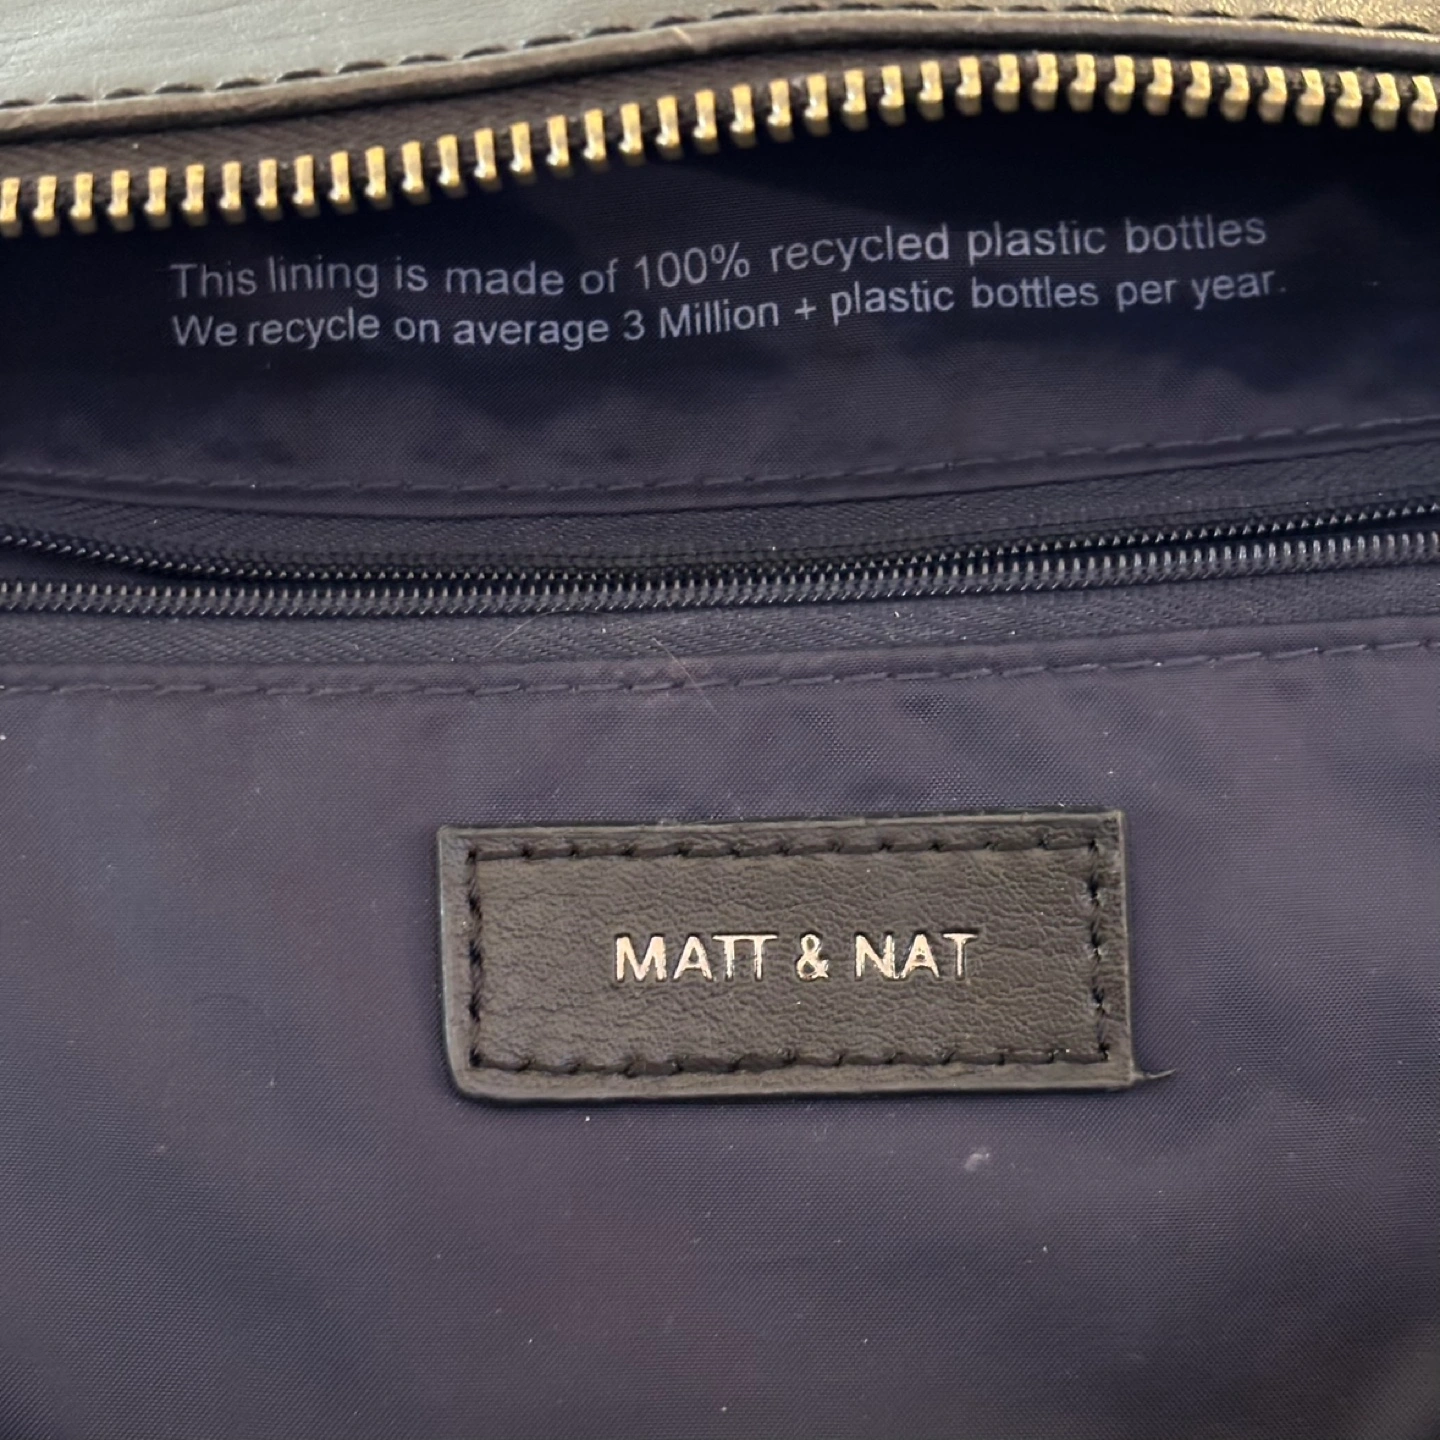 This lining is made of 100% recycled plastic bottles
We recycle on average 3 Million + plastic bottles per year.
MATT & NAT